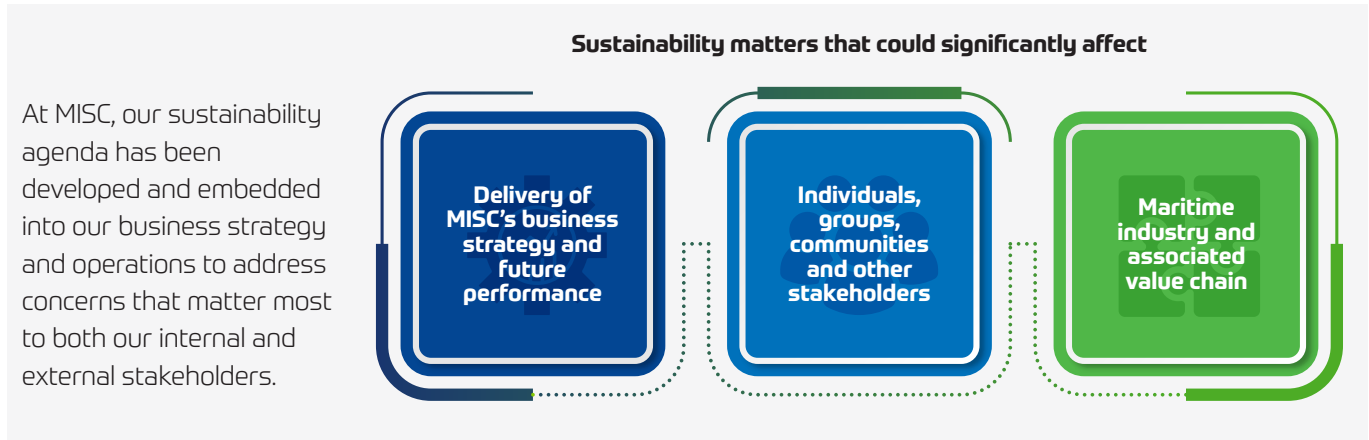 Sustainability matters that could significantly affect
At MISC, our sustainability
agenda has been
developed and embedded
into our business strategy
and operations to address
concerns that matter most
to both our internal and
external stakeholders.
Delivery of
MISC's business
strategy and
future
performance
Individuals,
groups,
communities
and other
stakeholders
Maritime
industry and
associated
value chain